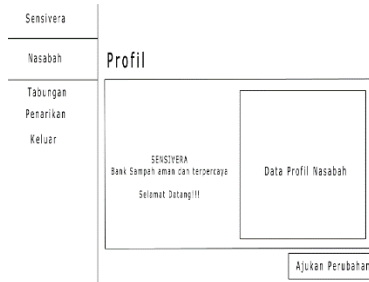 Sensivera
Nasabah
Tabungan
Penarikan
Keluar
Profil
SENSIVERA
Bank Sampah aman dan terpercaya
Selamat Datang!!!
Data Profil Nasabah
Ajukan Perubahan